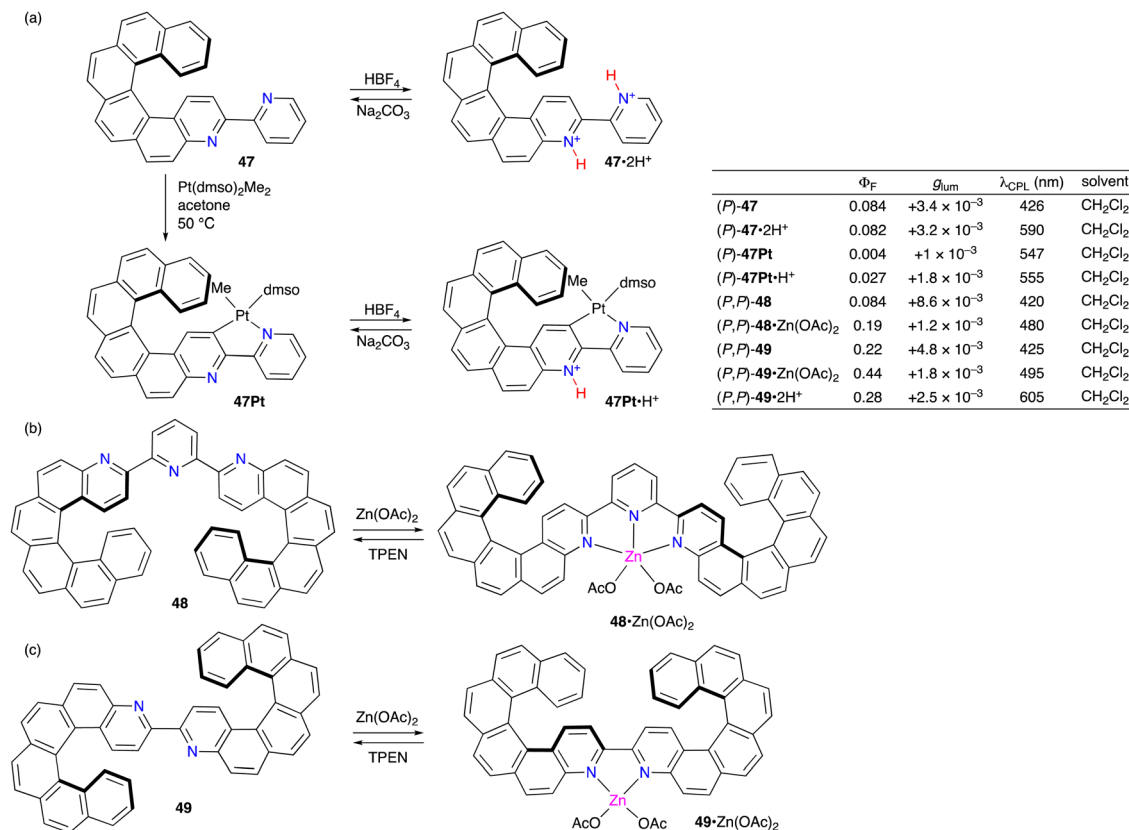 (a)
N
N
47
HBF4
Na2CO3
H
N+
N+
H
47•2H+
Pt(dmso)2Me2
acetone
50 °C
Me
dmso
Pt
N
N
47Pt
HBF4
Na2CO3
Me
dmso
Pt
N
N+
H
47Pt•H+
ΦF glum λCPL (nm) solvent
(P)-47 0.084 +3.4 × 10−3 426 CH2Cl2
(P)-47•2H+ 0.082 +3.2 × 10−3 590 CH2Cl2
(P)-47Pt 0.004 +1 × 10−3 547 CH2Cl2
(P)-47Pt•H+ 0.027 +1.8 × 10−3 555 CH2Cl2
(P,P)-48 0.084 +8.6 × 10−3 420 CH2Cl2
(P,P)-48•Zn(OAc)2 0.19 +1.2 × 10−3 480 CH2Cl2
(P,P)-49 0.22 +4.8 × 10−3 425 CH2Cl2
(P,P)-49•Zn(OAc)2 0.44 +1.8 × 10−3 495 CH2Cl2
(P,P)-49•2H+ 0.28 +2.5 × 10−3 605 CH2Cl2
(b)
N N N
48
Zn(OAc)2
TPEN
N N N
Zn
AcO OAc
48•Zn(OAc)2
(c)
N
N
49
Zn(OAc)2
TPEN
N N
Zn
AcO OAc
49•Zn(OAc)2